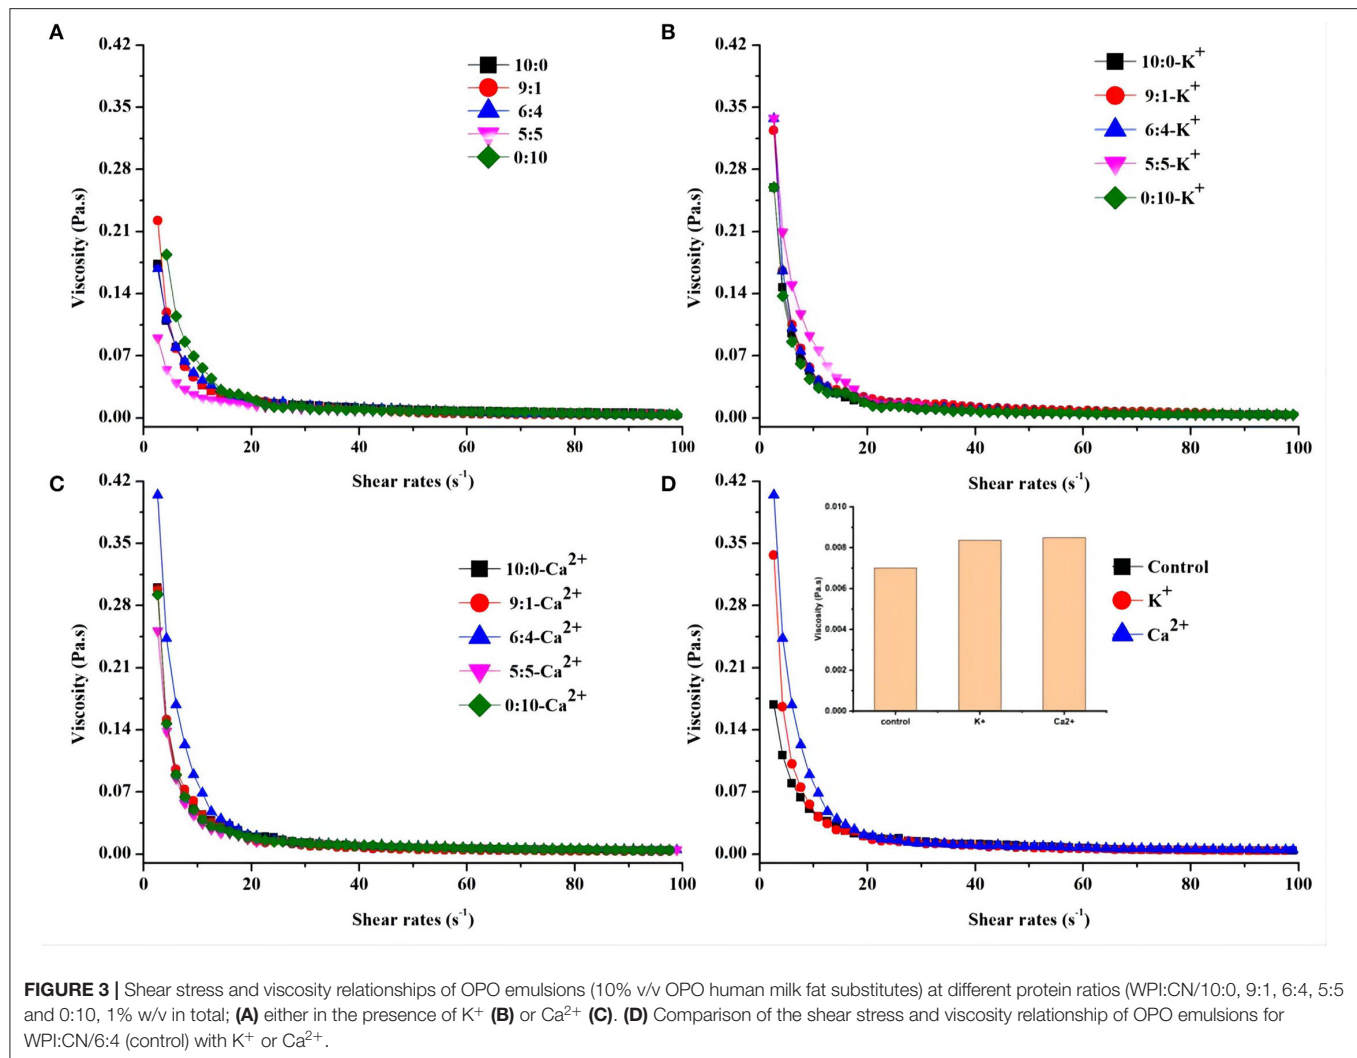 A
0.42
0.35
0.28
0.21
0.14
0.07
0.00
Viscosity (Pa.s)
10:0
9:1
6:4
5:5
0:10
0 20 40 60 80 100
Shear rates (s⁻¹)
B
0.42
0.35
0.28
0.21
0.14
0.07
0.00
Viscosity (Pa.s)
10:0-K⁺
9:1-K⁺
6:4-K⁺
5:5-K⁺
0:10-K⁺
0 20 40 60 80 100
Shear rates (s⁻¹)
C
0.42
0.35
0.28
0.21
0.14
0.07
0.00
Viscosity (Pa.s)
10:0-Ca²⁺
9:1-Ca²⁺
6:4-Ca²⁺
5:5-Ca²⁺
0:10-Ca²⁺
0 20 40 60 80 100
Shear rates (s⁻¹)
D
0.42
0.35
0.28
0.21
0.14
0.07
0.00
Viscosity (Pa.s)
0.010
0.008
0.006
0.004
0.002
0.000
Viscosity (Pa.s)
control K+ Ca2+
Control
K⁺
Ca²⁺
0 20 40 60 80 100
Shear rates (s⁻¹)
FIGURE 3 | Shear stress and viscosity relationships of OPO emulsions (10% v/v OPO human milk fat substitutes) at different protein ratios (WPI:CN/10:0, 9:1, 6:4, 5:5
and 0:10, 1% w/v in total; (A) either in the presence of K⁺ (B) or Ca²⁺ (C). (D) Comparison of the shear stress and viscosity relationship of OPO emulsions for
WPI:CN/6:4 (control) with K⁺ or Ca²⁺.